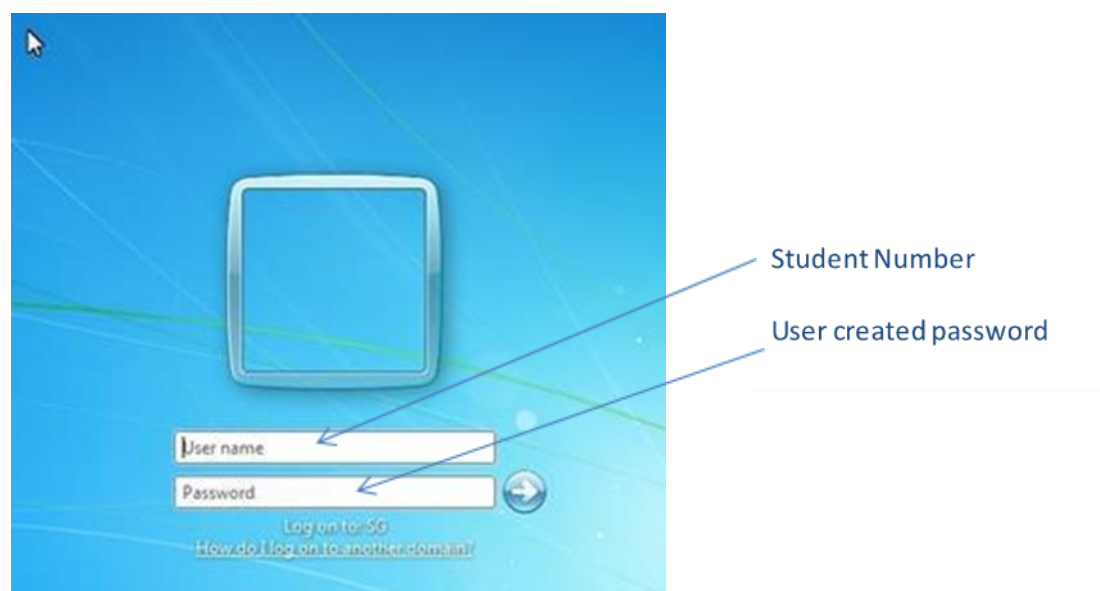 Student Number
User created password
User name
Password
Log on to: SG
How do I log on to another domain?